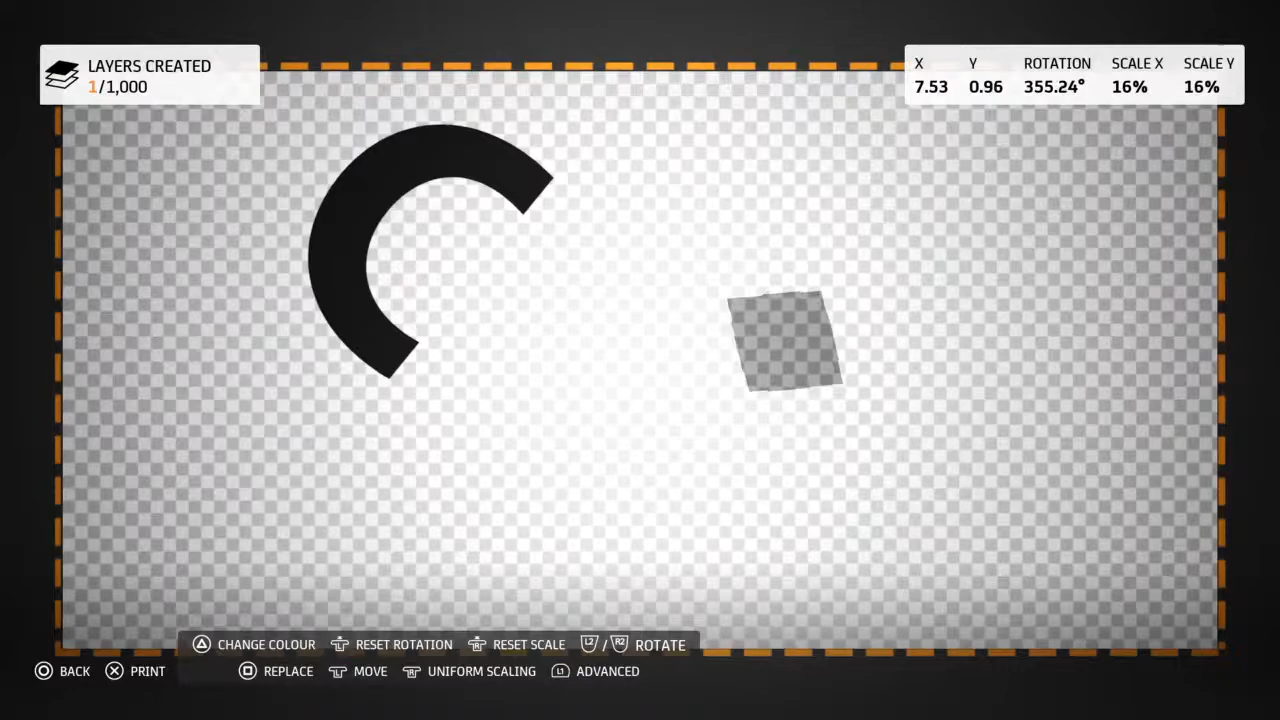 LAYERS CREATED
1/1,000
X Y ROTATION SCALE X SCALE Y
7.53 0.96 355.24° 16% 16%
CHANGE COLOUR L RESET ROTATION R RESET SCALE L2 / R2 ROTATE
BACK PRINT REPLACE L MOVE R UNIFORM SCALING L1 ADVANCED